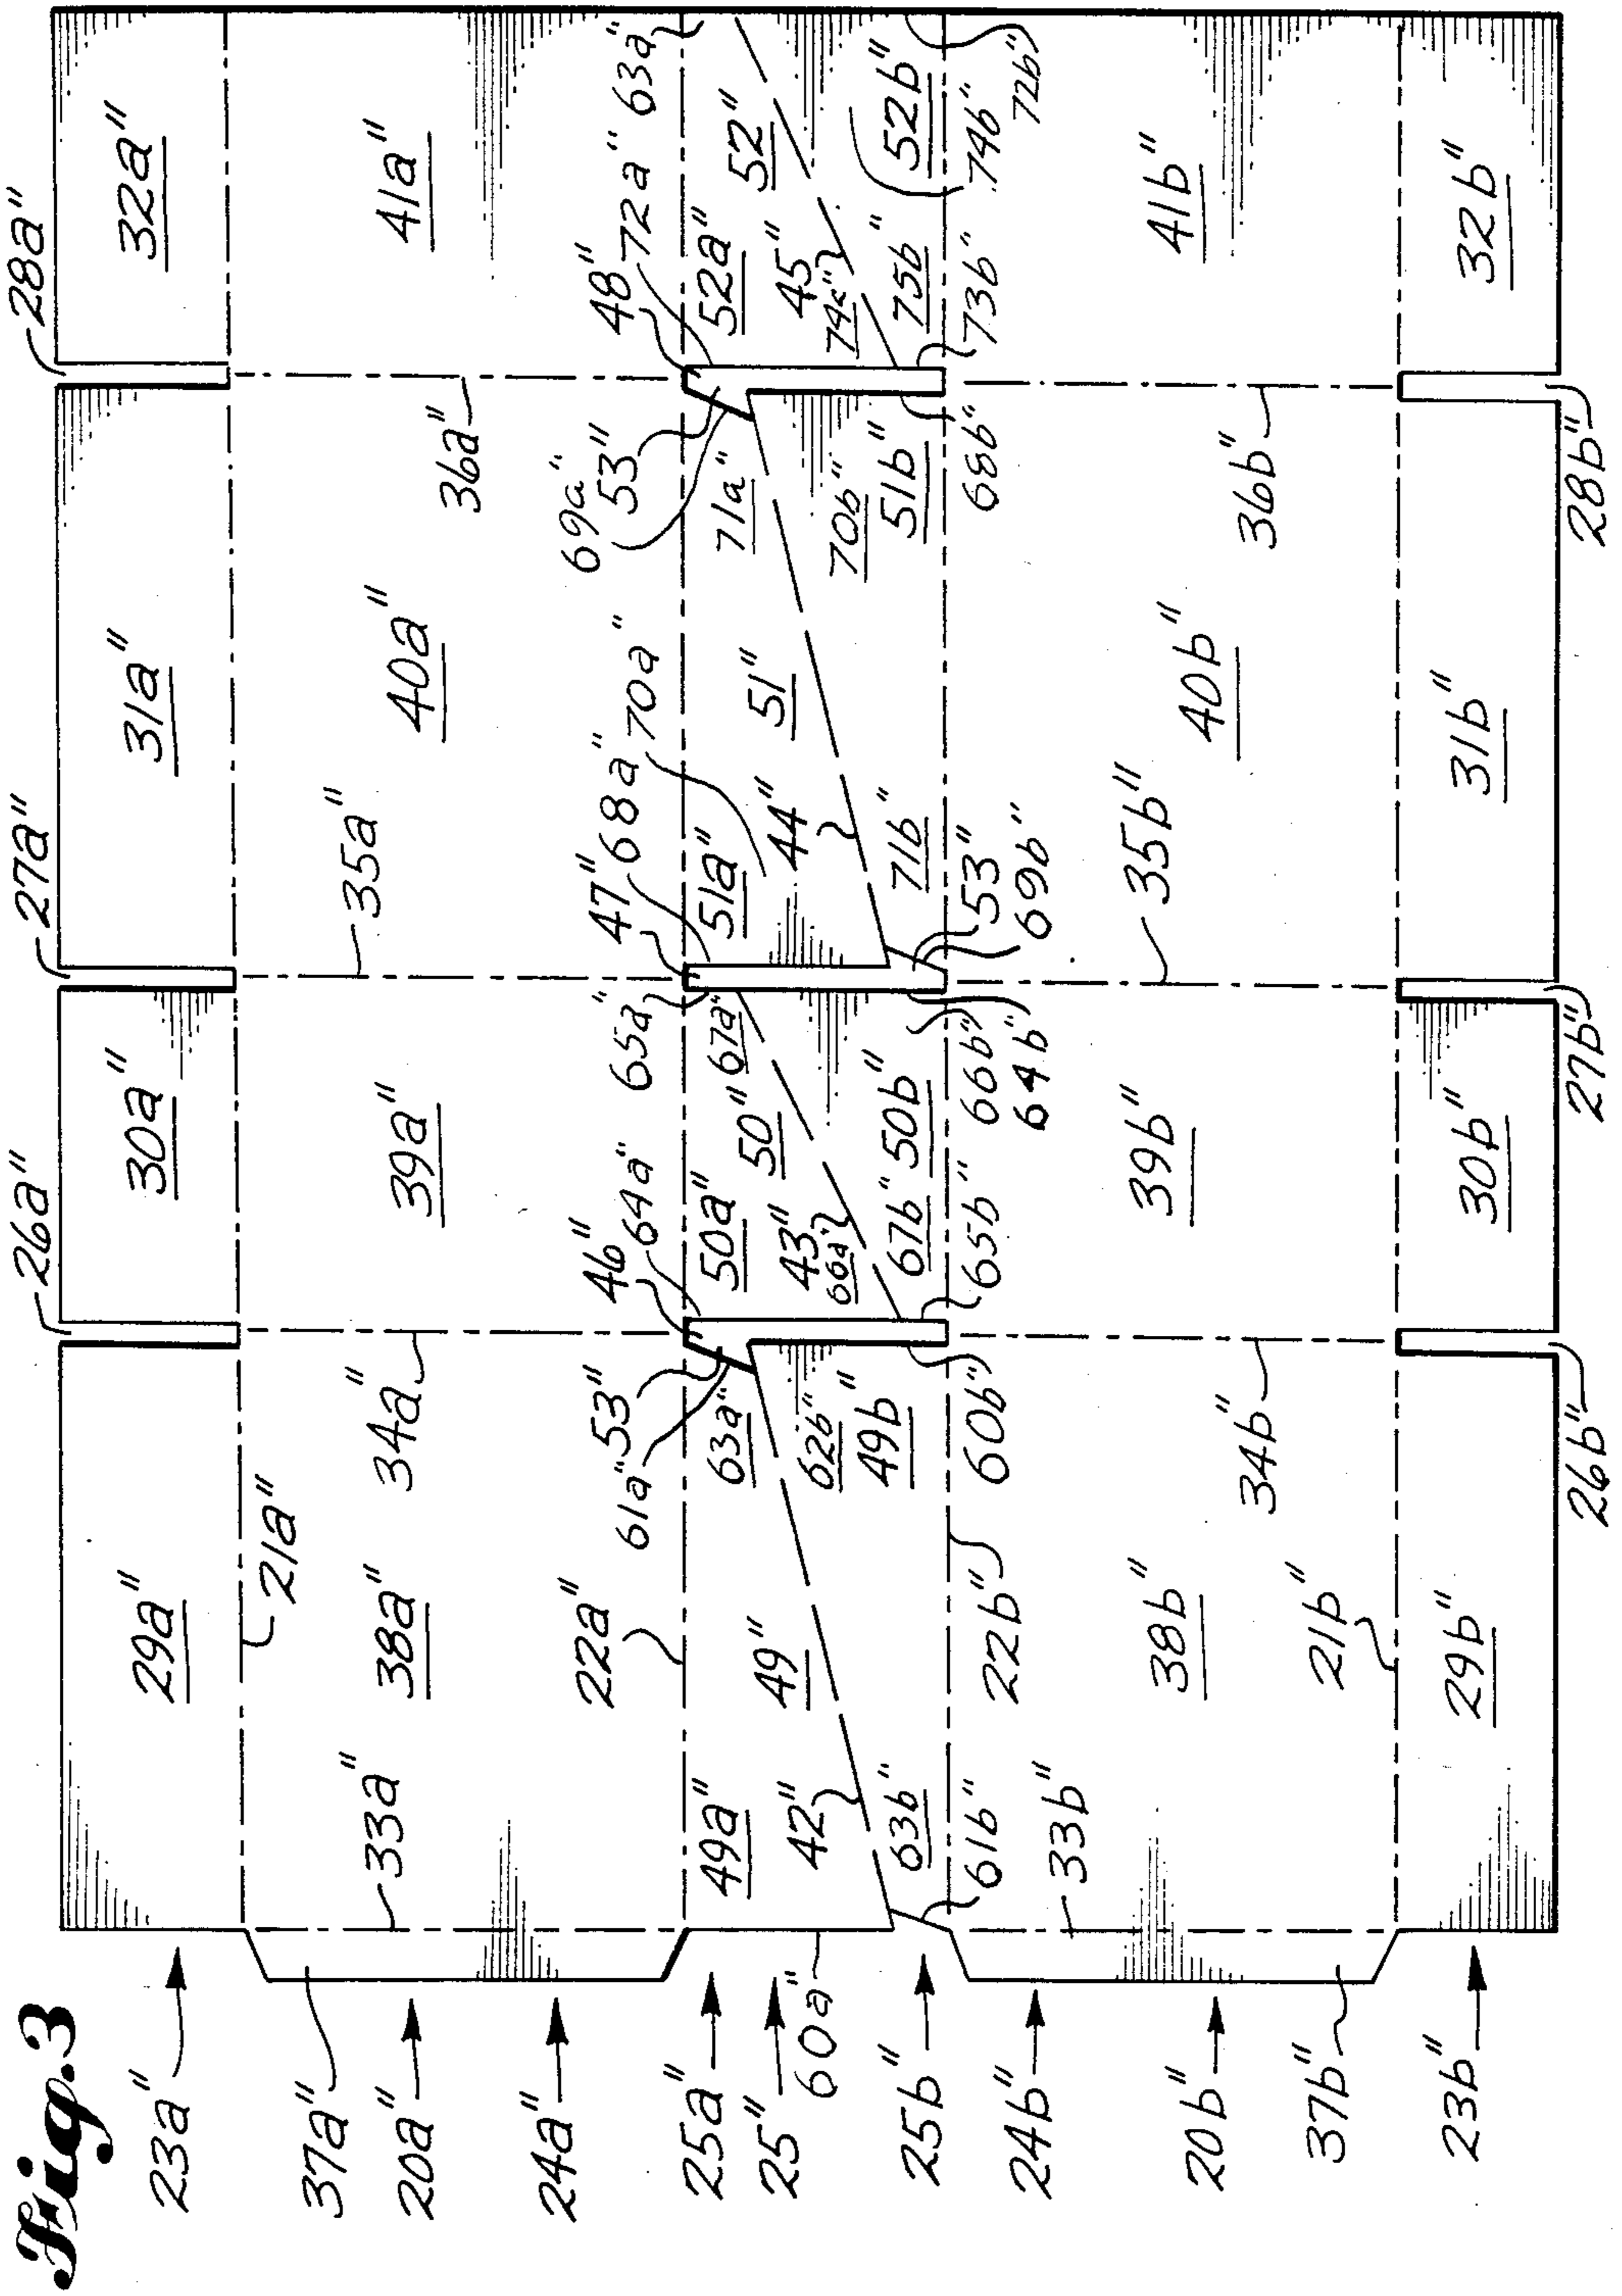 Fig.3
28a"
27a"
26a"
32a"
31a"
30a"
29a"
23a"
21a"
36a"
35a"
34a"
33a"
37a"
41a"
40a"
39a"
38a"
20a"
24a"
22a"
63a"
72a"
48"
69a"
53"
70a"
68a"
47"
65a"
64a"
46"
53"
61a"
52"
52a"
71a"
51"
51a"
67a"
50"
50a"
63a"
49"
49a"
25a"
25"
60a"
45"
74a"
44"
43"
66a"
42"
52b"
75b"
70b"
51b"
71b"
50b"
67b"
62b"
49b"
63b"
25b"
72b"
74b"
73b"
68b"
53"
69b"
66b"
64b"
65b"
60b"
22b"
61b"
24b"
41b"
40b"
39b"
38b"
20b"
36b"
35b"
34b"
33b"
21b"
37b"
32b"
31b"
30b"
29b"
23b"
28b"
27b"
26b"